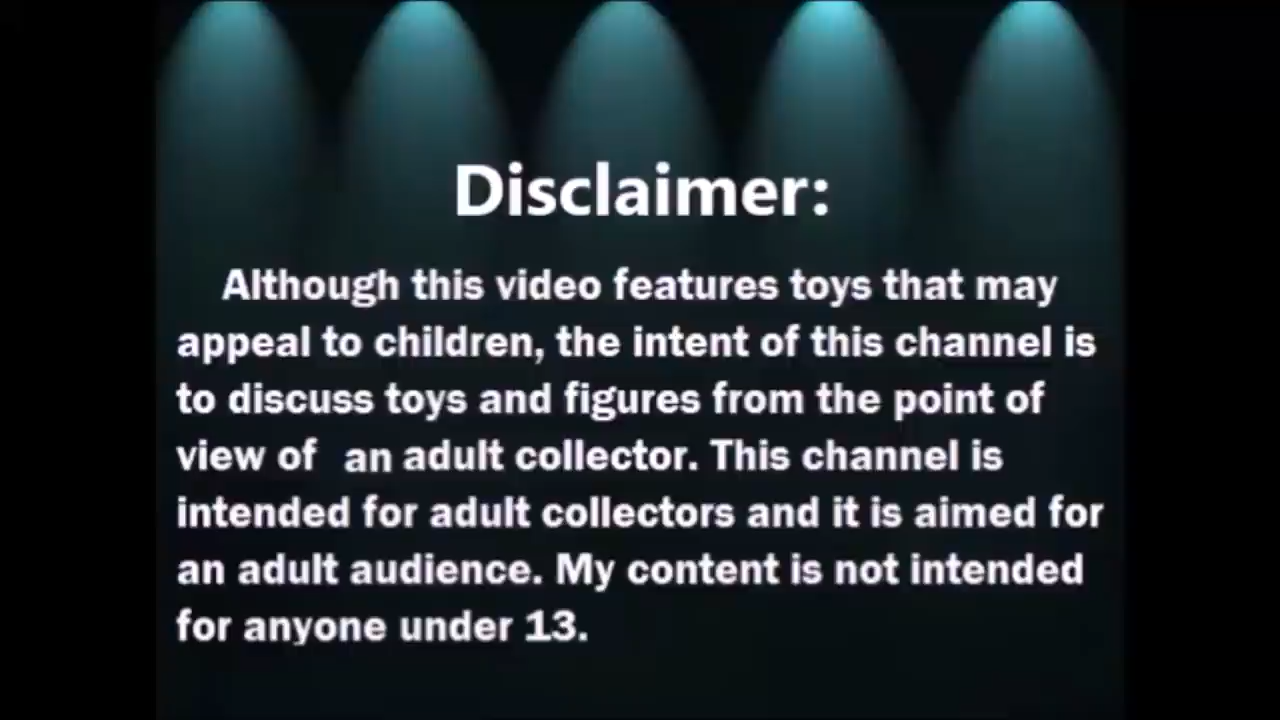 Disclaimer:
Although this video features toys that may
appeal to children, the intent of this channel is
to discuss toys and figures from the point of
view of an adult collector. This channel is
intended for adult collectors and it is aimed for
an adult audience. My content is not intended
for anyone under 13.